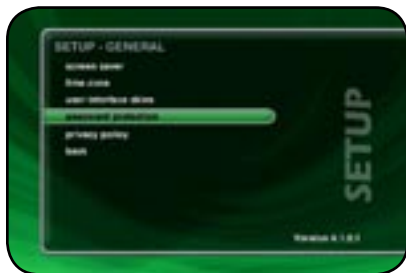 SETUP - GENERAL
screen saver
time zone
user interface skins
password protection
privacy policy
back
SETUP